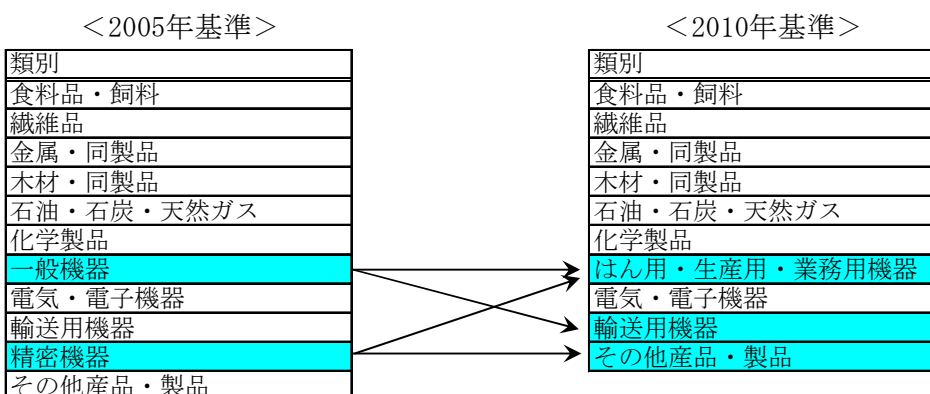 <2005年基準>
類別
食料品・飼料
繊維品
金属・同製品
木材・同製品
石油・石炭・天然ガス
化学製品
一般機器
電気・電子機器
輸送用機器
精密機器
その他産品・製品
<2010年基準>
類別
食料品・飼料
繊維品
金属・同製品
木材・同製品
石油・石炭・天然ガス
化学製品
はん用・生産用・業務用機器
電気・電子機器
輸送用機器
その他産品・製品